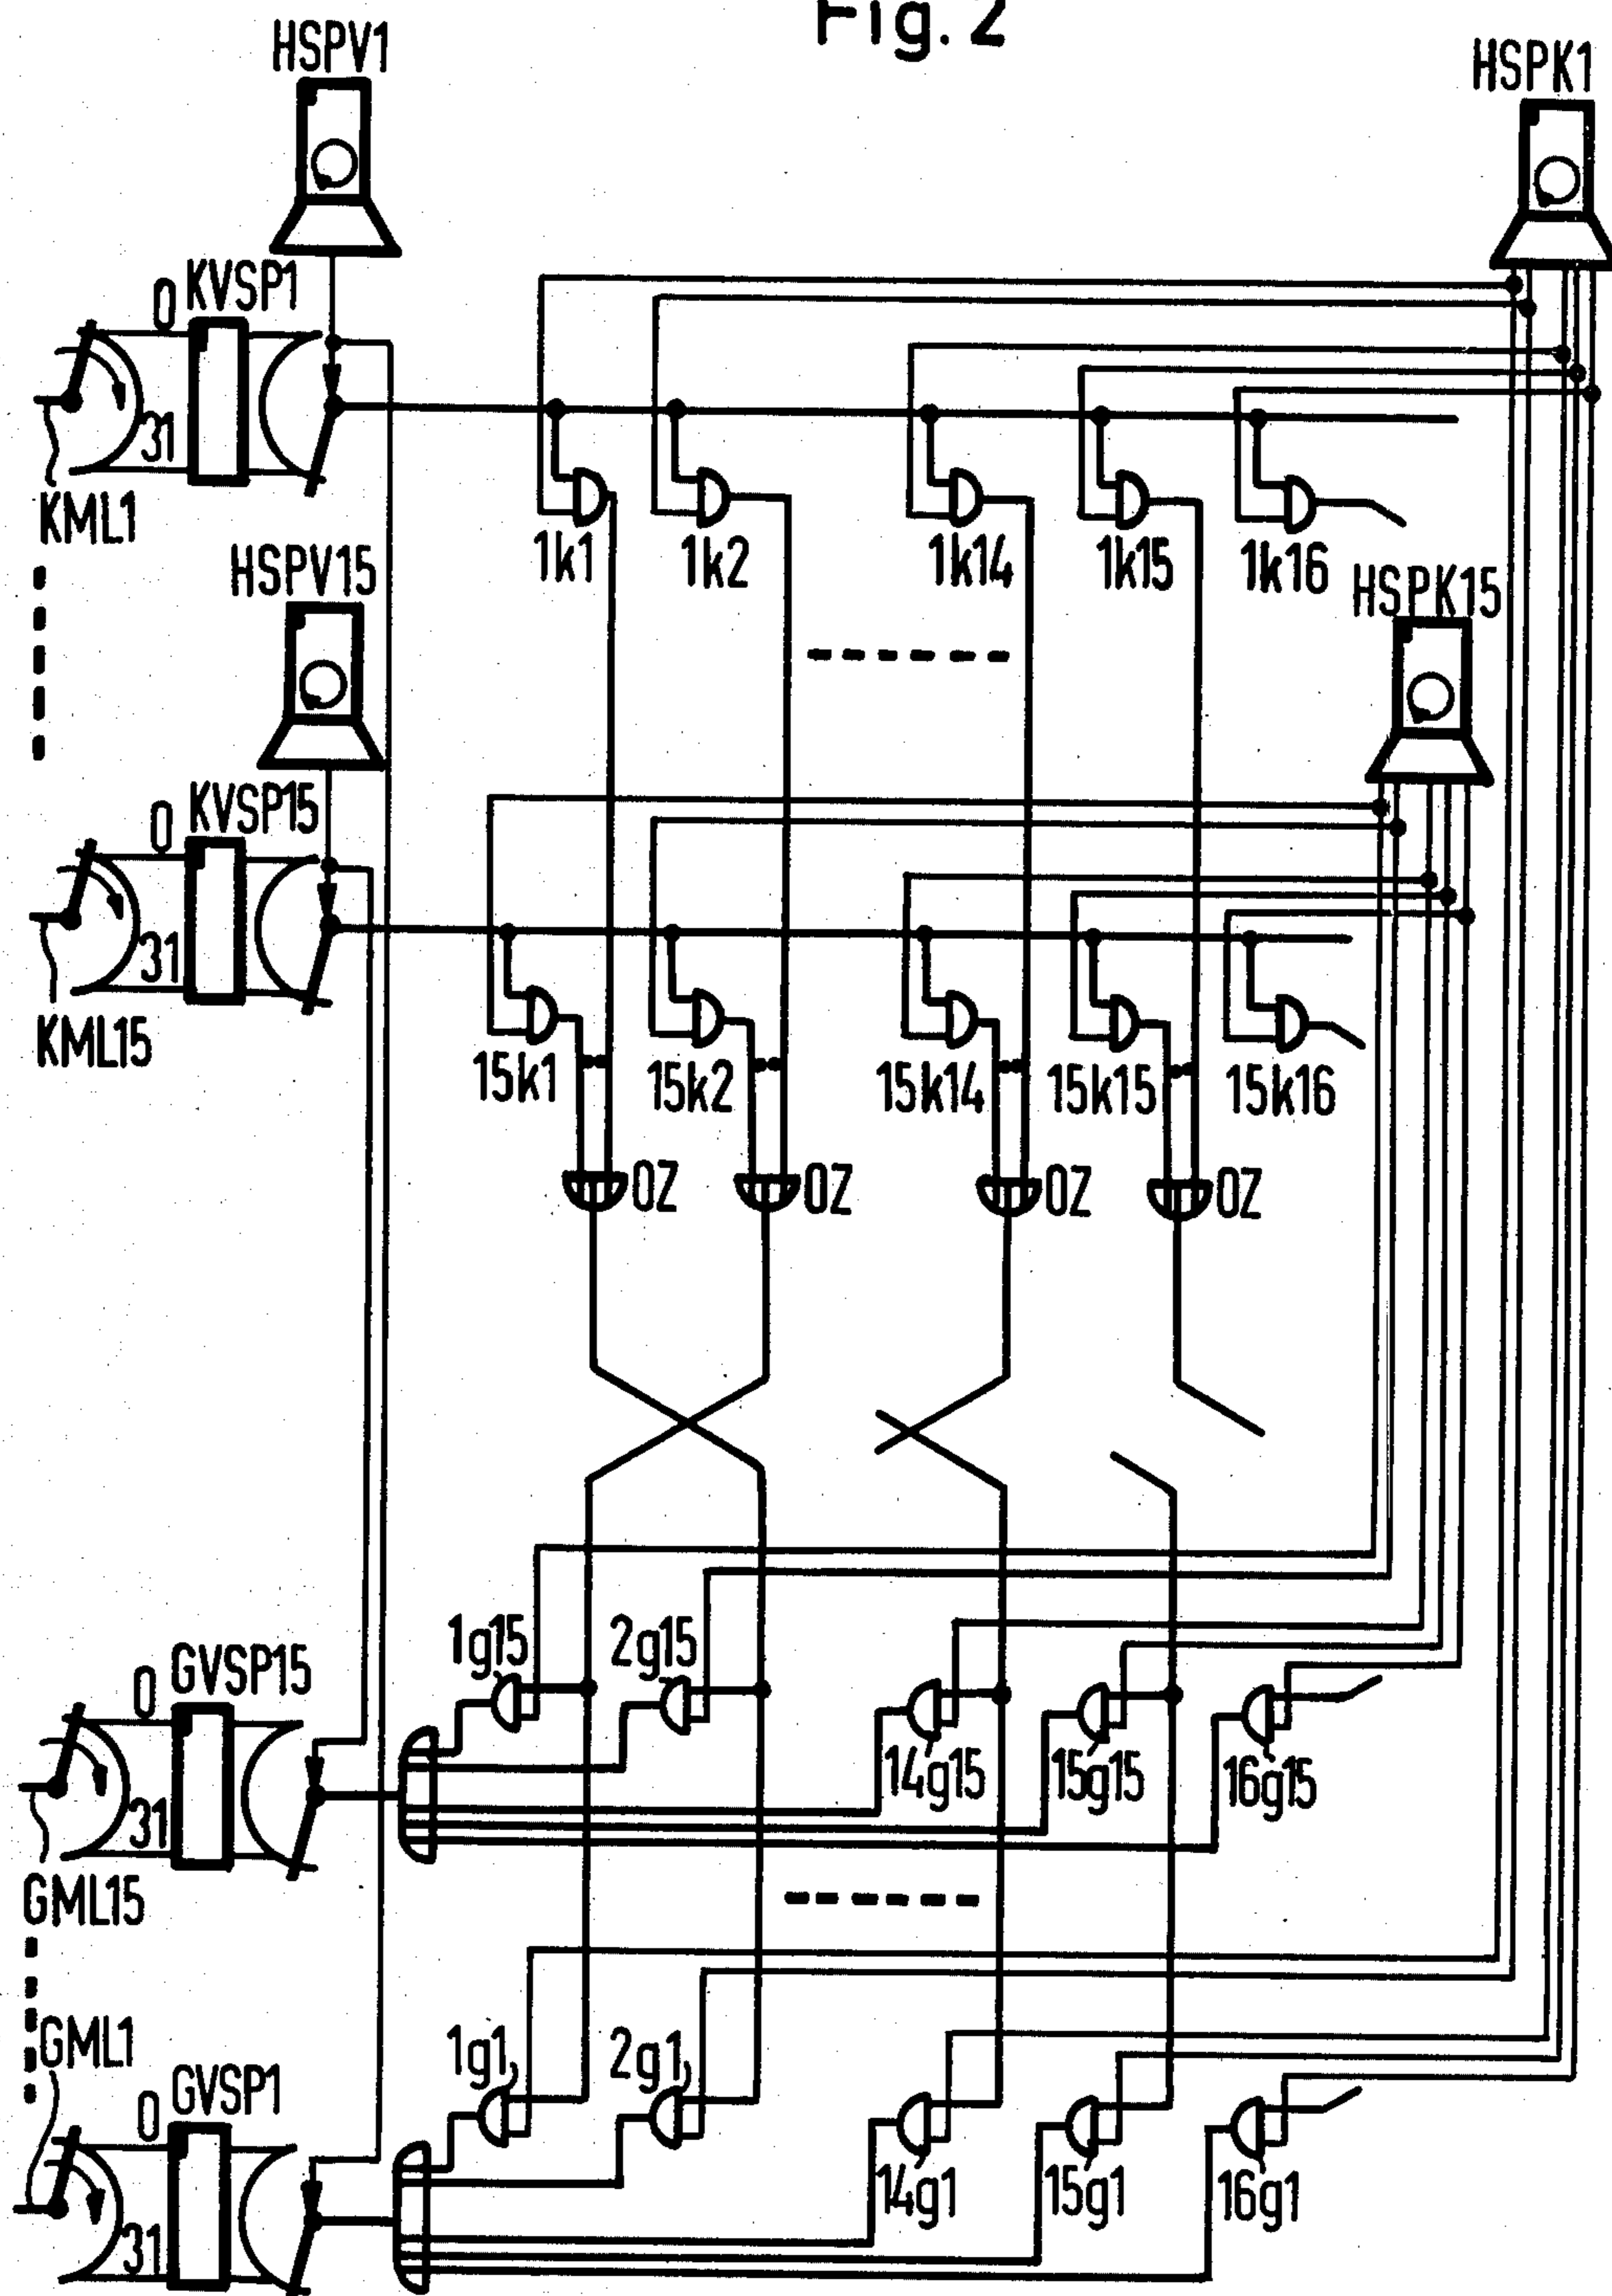 Fig. 2
HSPV1
HSPK1
0 KVSP1
31
KML1
1k1 1k2 1k14 1k15 1k16
HSPV15
HSPK15
0 KVSP15
31
KML15
15k1 15k2 15k14 15k15 15k16
OZ OZ OZ OZ
1g15 2g15
0 GVSP15
14g15 15g15 16g15
31
GML15
GML1
1g1 2g1
0 GVSP1
14g1 15g1 16g1
31